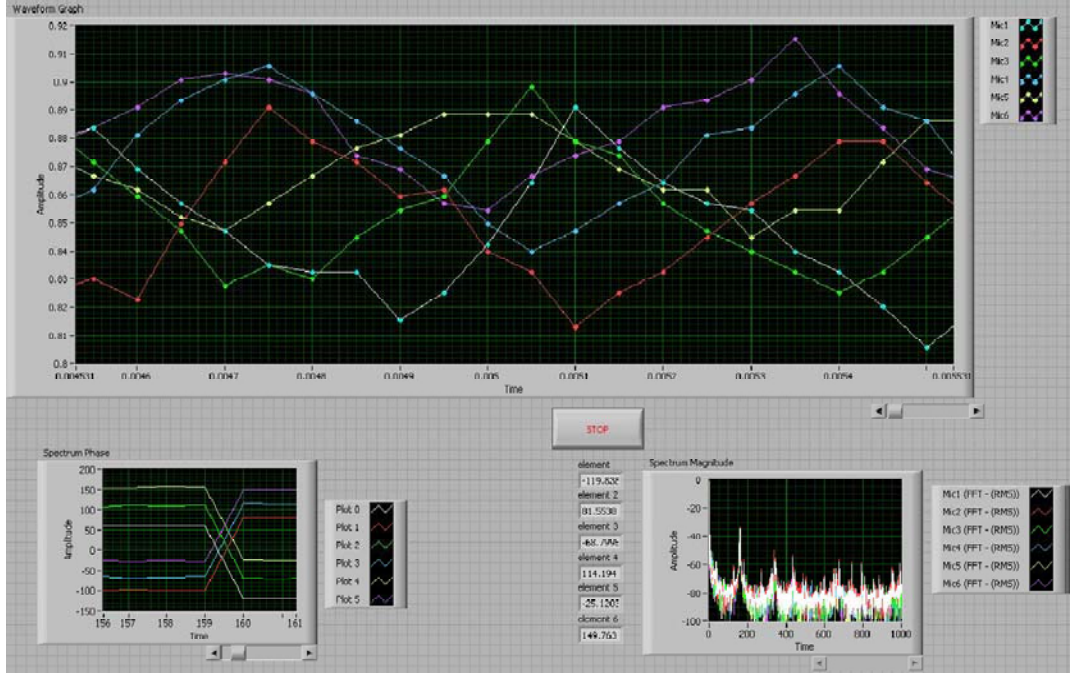 Waveform Graph
0.92
0.91
0.9
0.89
0.88
0.87
0.86
0.85
0.84
0.83
0.82
0.81
0.8
Amplitude
0.004531
0.0046
0.0047
0.0048
0.0049
0.005
0.0051
0.0052
0.0053
0.0054
0.005531
Time
Mic1
Mic2
Mic3
Mic4
Mic5
Mic6
STOP
Spectrum Phase
200
150
100
50
0
-50
-100
-150
Amplitude
156
157
158
159
160
161
Time
Plot 0
Plot 1
Plot 2
Plot 3
Plot 4
Plot 5
element
element 2
81.5538
element 3
element 4
114.194
element 5
element 6
149.763
Spectrum Magnitude
0
-20
-40
-60
-80
-100
Amplitude
0
200
400
600
800
1000
Time
Mic1 (FFT - (RMS))
Mic2 (FFT - (RMS))
Mic3 (FFT - (RMS))
Mic4 (FFT - (RMS))
Mic5 (FFT - (RMS))
Mic6 (FFT - (RMS))